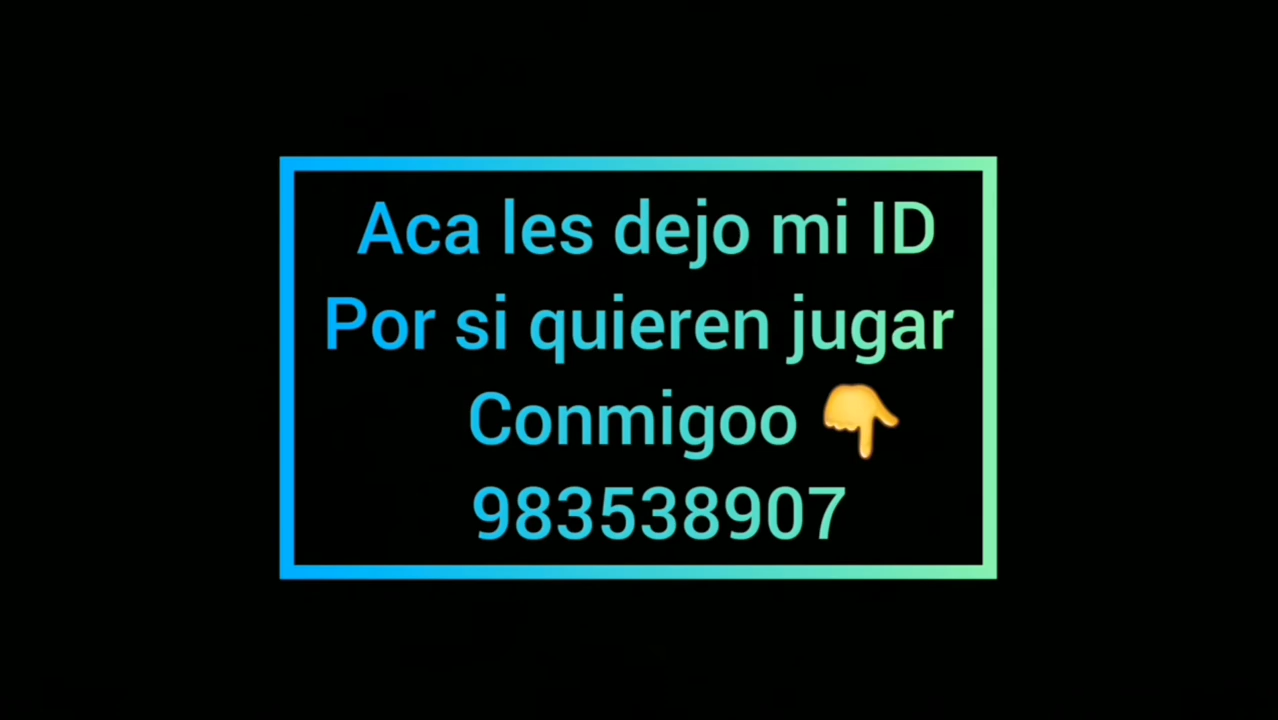 Aca les dejo mi ID
Por si quieren jugar
Conmigoo 👇
983538907